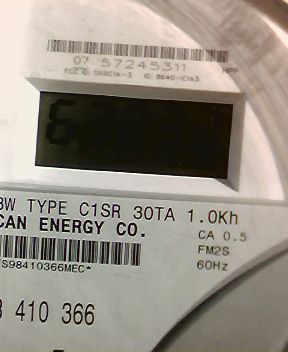 07 57245311
6
3W TYPE C1SR 30TA 1.0Kh
CAN ENERGY CO.
CA 0.5
FM2S
60Hz
S98410366MEC*
410 366